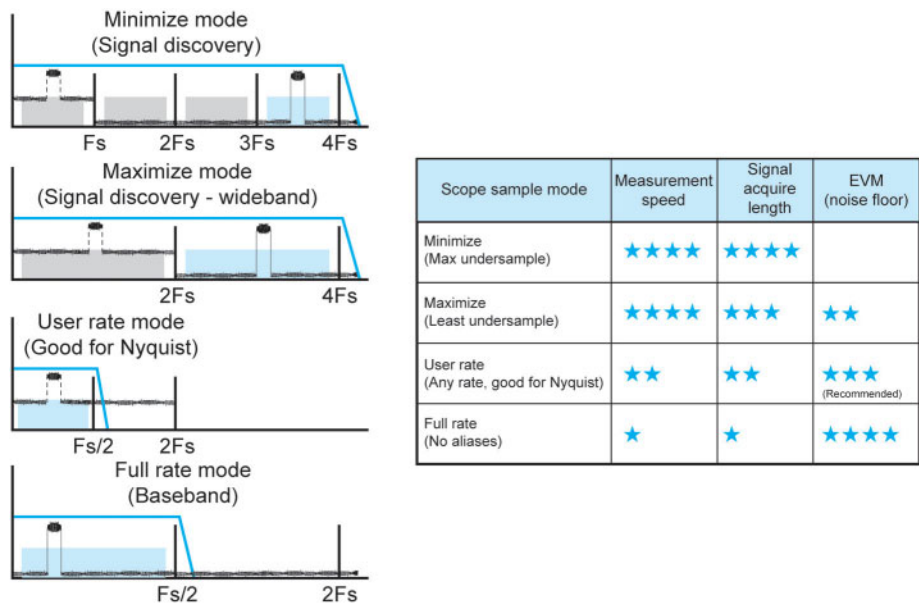 Minimize mode
(Signal discovery)
Fs
2Fs
3Fs
4Fs
Maximize mode
(Signal discovery - wideband)
2Fs
4Fs
User rate mode
(Good for Nyquist)
Fs/2
2Fs
Full rate mode
(Baseband)
Fs/2
2Fs
Scope sample mode
Measurement
speed
Signal
acquire
length
EVM
(noise floor)
Minimize
(Max undersample)
★★★★
★★★★
Maximize
(Least undersample)
★★★★
★★★
★★
User rate
(Any rate, good for Nyquist)
★★
★★
★★★
(Recommended)
Full rate
(No aliases)
★
★
★★★★